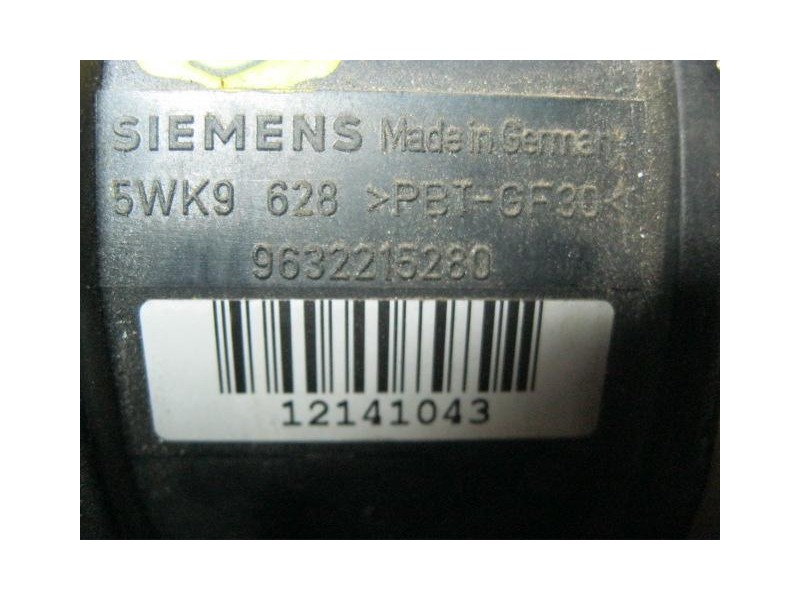 SIEMENS Made in Germany
5WK9 628 >PBT-GF30<
9632215280
12141043